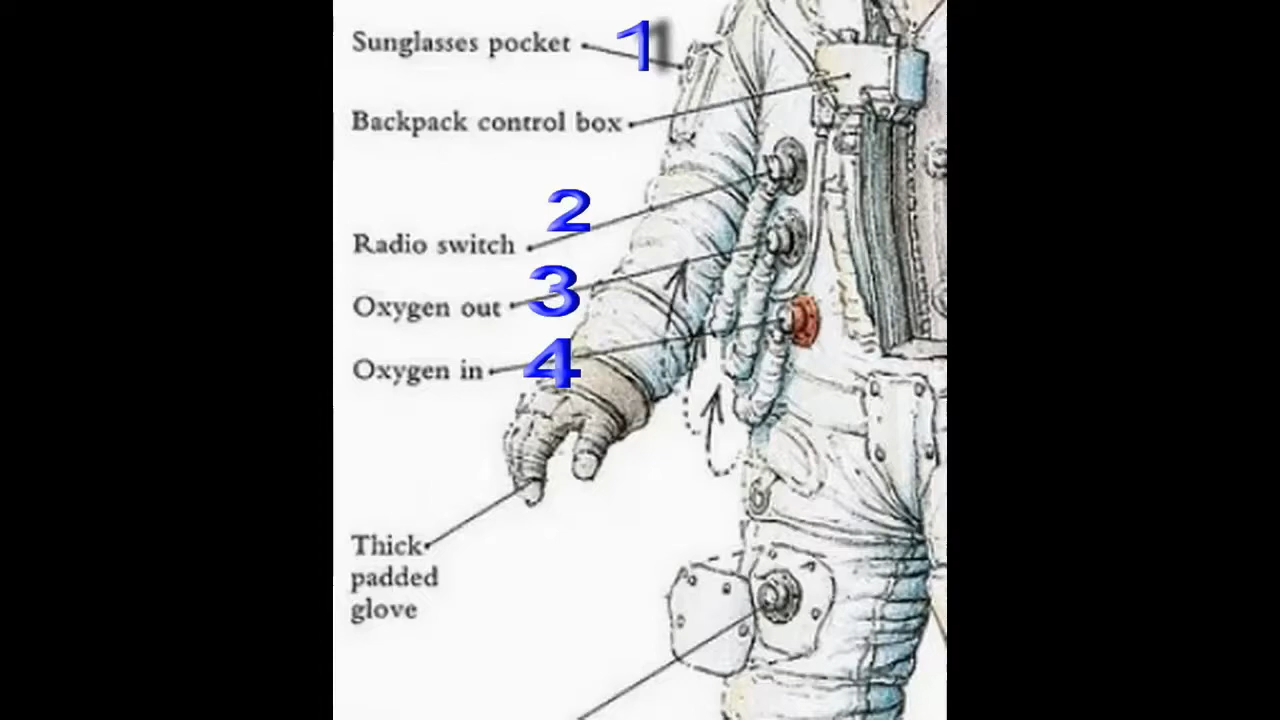 Sunglasses pocket 1
Backpack control box
2
Radio switch
3
Oxygen out
4
Oxygen in
Thick
padded
glove